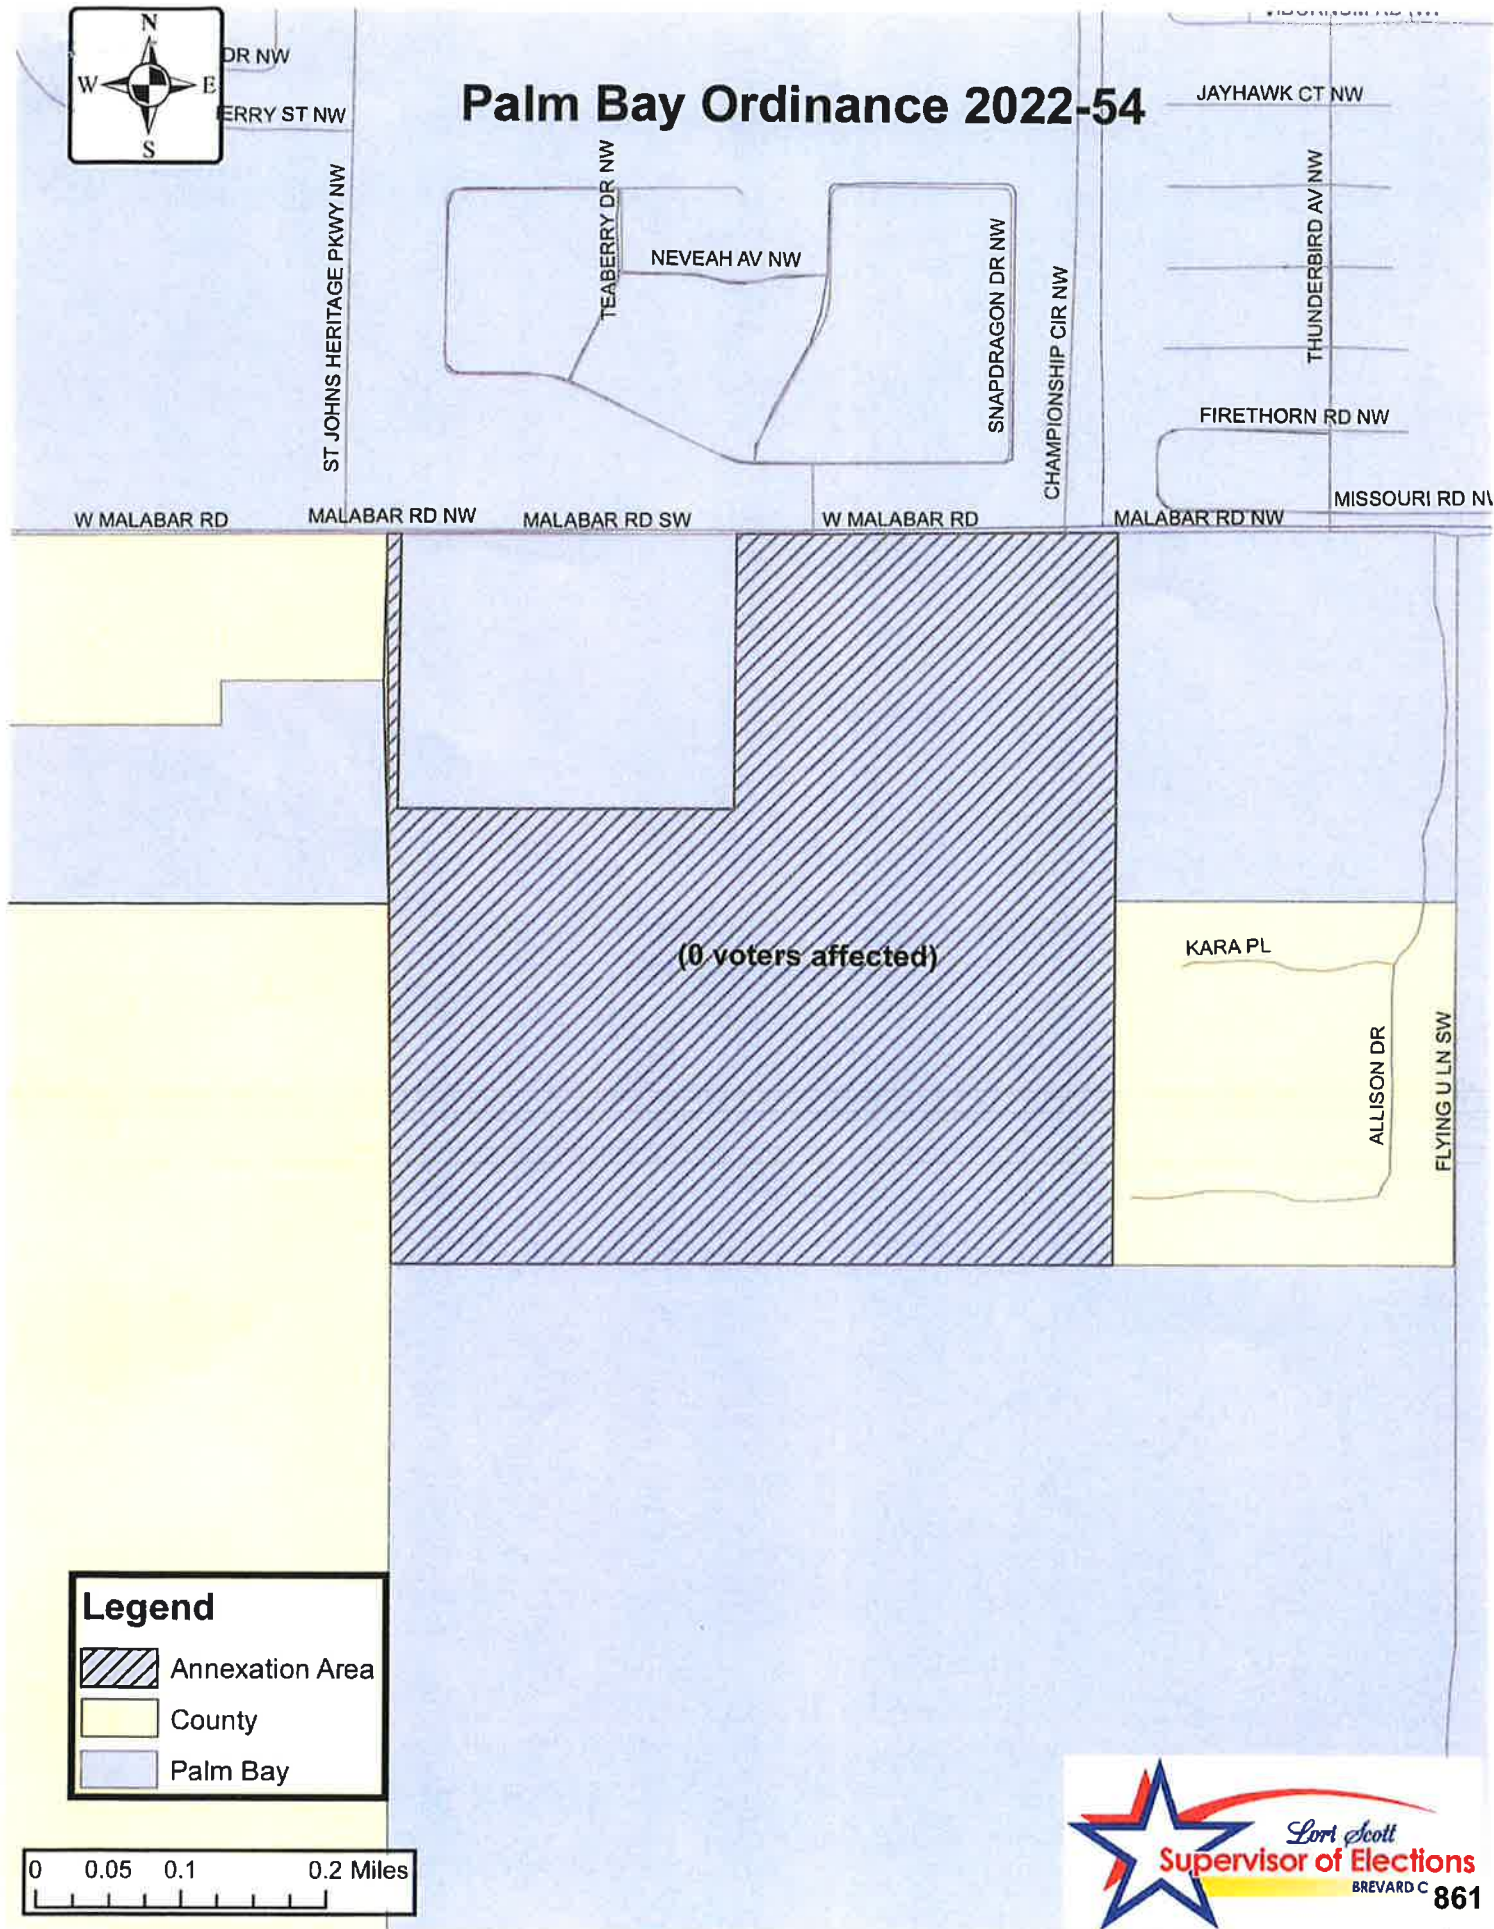 N
W E
S
DR NW
ERRY ST NW
Palm Bay Ordinance 2022-54
JAYHAWK CT NW
ST JOHNS HERITAGE PKWY NW
TEABERRY DR NW
NEVEAH AV NW
SNAPDRAGON DR NW
CHAMPIONSHIP CIR NW
THUNDERBIRD AV NW
FIRETHORN RD NW
MISSOURI RD NW
W MALABAR RD
MALABAR RD NW
MALABAR RD SW
W MALABAR RD
MALABAR RD NW
(0 voters affected)
KARA PL
ALLISON DR
FLYING U LN SW
Legend
Annexation Area
County
Palm Bay
0 0.05 0.1 0.2 Miles
Lori Scott
Supervisor of Elections
BREVARD C
861